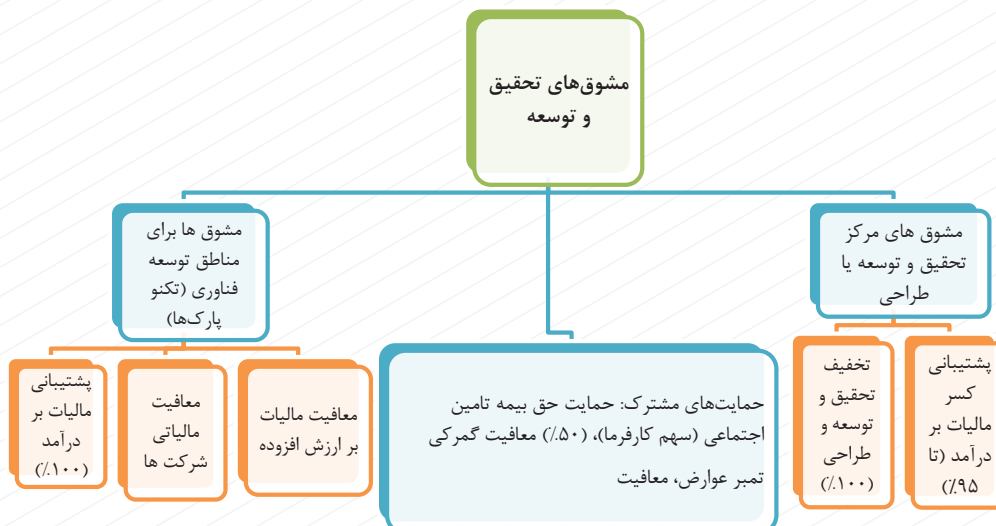 مشوق‌های تحقیق
و توسعه
مشوق های مرکز
تحقیق و توسعه یا
طراحی
پشتیبانی
کسر
مالیات بر
درآمد (تا
۹۵٪)
تخفیف
تحقیق و
توسعه و
طراحی
(۱۰۰٪)
حمایت‌های مشترک: حمایت حق بیمه تامین
اجتماعی (سهم کارفرما)، (۵۰٪) معافیت گمرکی
تمبر عوارض، معافیت
مشوق ها برای
مناطق توسعه
فناوری (تکنو
پارک‌ها)
معافیت مالیات
بر ارزش افزوده
معافیت
مالیاتی
شرکت ها
پشتیبانی
مالیات بر
درآمد
(۱۰۰٪)